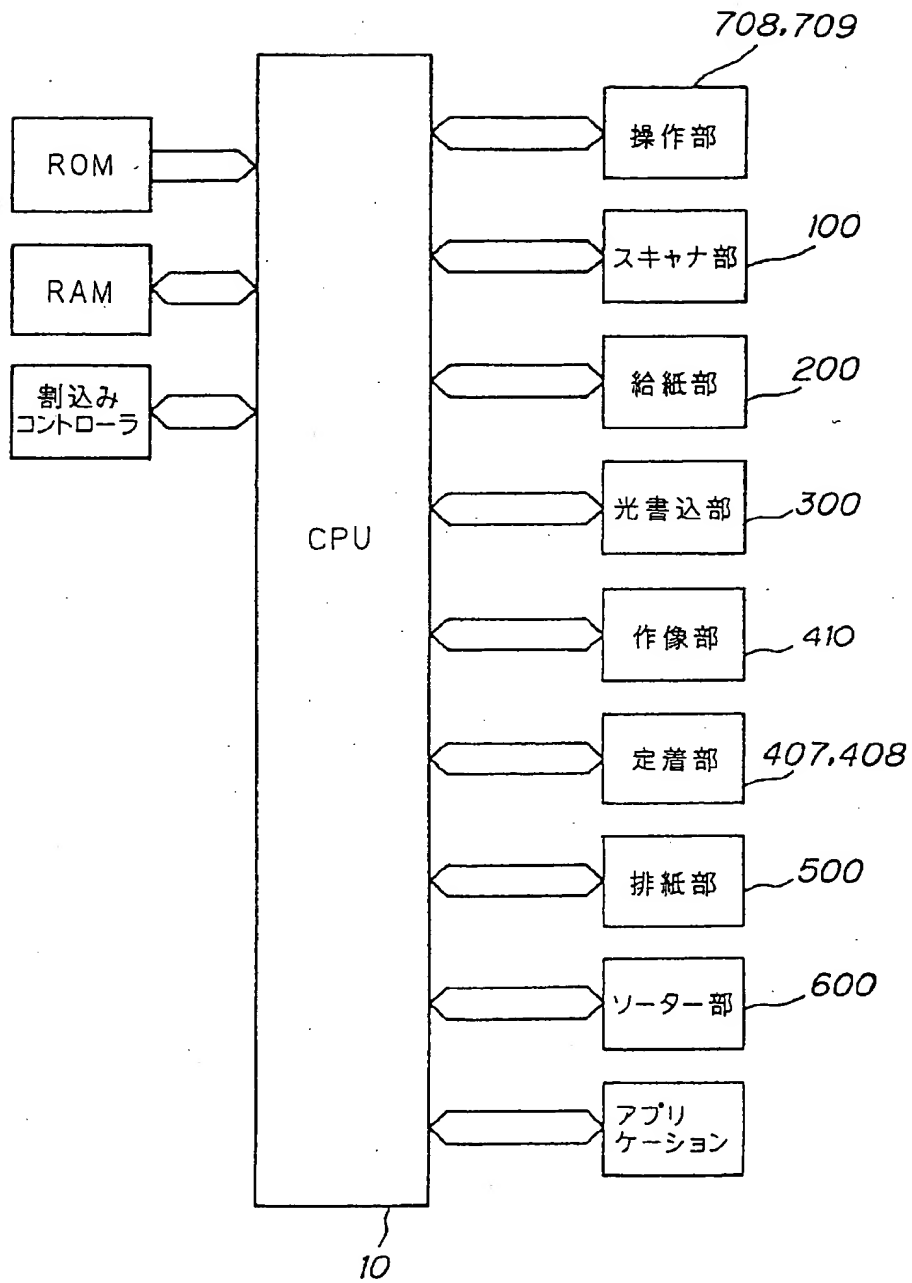 708,709
操作部
ROM
スキャナ部
100
RAM
給紙部
200
割込み
コントローラ
光書込部
300
CPU
作像部
410
定着部
407,408
排紙部
500
ソーター部
600
アプリ
ケーション
10